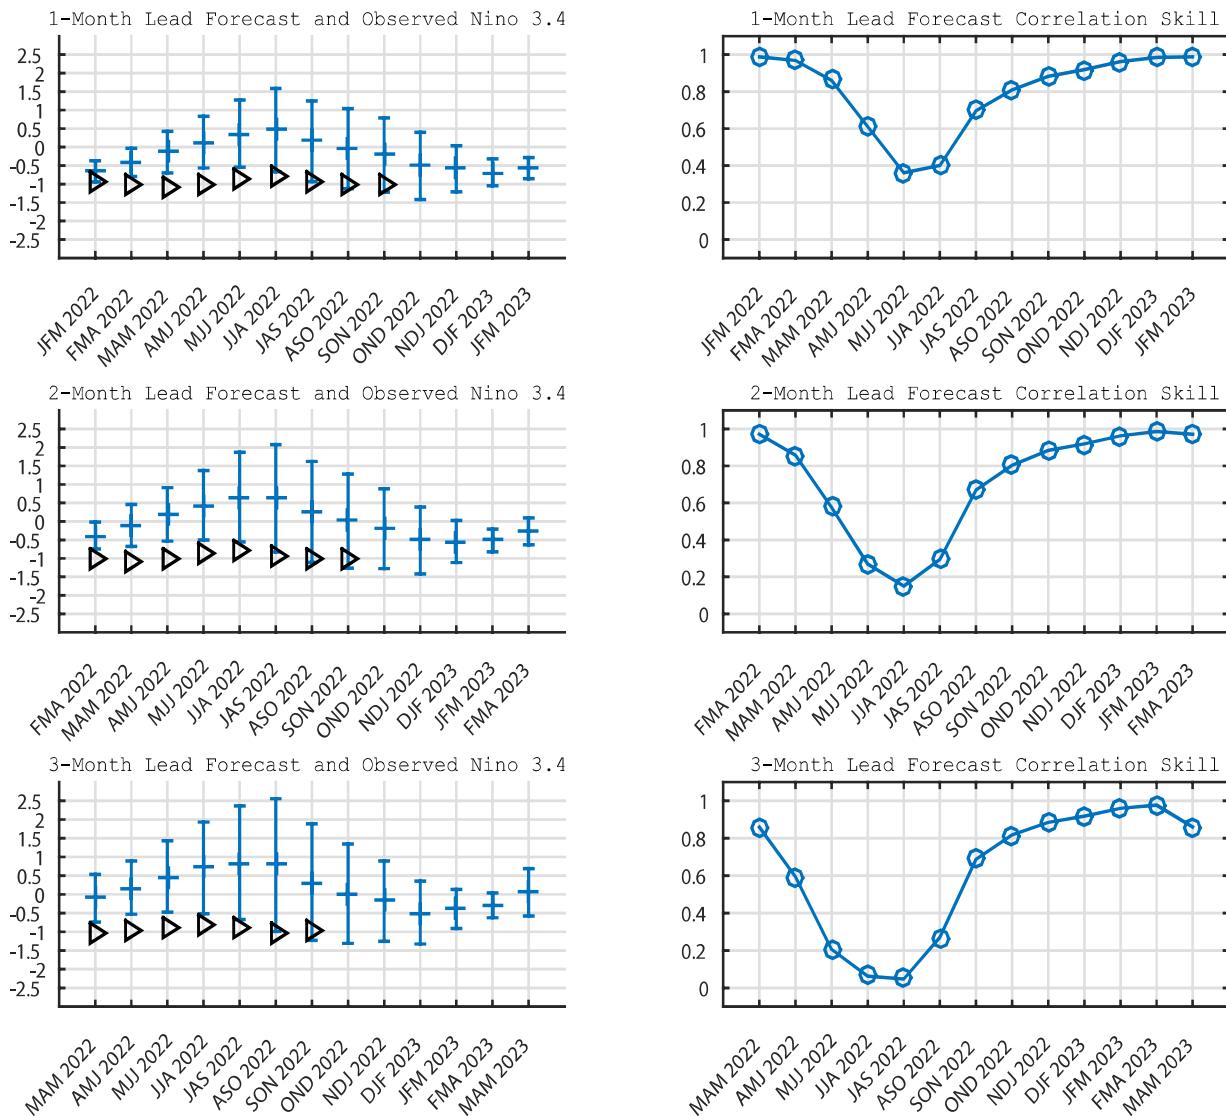 1-Month Lead Forecast and Observed Nino 3.4
2.5
2
1.5
1
0.5
0
-0.5
-1
-1.5
-2
-2.5
JFM 2022
FMA 2022
MAM 2022
AMJ 2022
MJJ 2022
JJA 2022
JAS 2022
ASO 2022
SON 2022
OND 2022
NDJ 2022
DJF 2023
JFM 2023
1-Month Lead Forecast Correlation Skill
1
0.8
0.6
0.4
0.2
0
JFM 2022
FMA 2022
MAM 2022
AMJ 2022
MJJ 2022
JJA 2022
JAS 2022
ASO 2022
SON 2022
OND 2022
NDJ 2022
DJF 2023
JFM 2023
2-Month Lead Forecast and Observed Nino 3.4
2.5
2
1.5
1
0.5
0
-0.5
-1
-1.5
-2
-2.5
FMA 2022
MAM 2022
AMJ 2022
MJJ 2022
JJA 2022
JAS 2022
ASO 2022
SON 2022
OND 2022
NDJ 2022
DJF 2023
JFM 2023
FMA 2023
2-Month Lead Forecast Correlation Skill
1
0.8
0.6
0.4
0.2
0
FMA 2022
MAM 2022
AMJ 2022
MJJ 2022
JJA 2022
JAS 2022
ASO 2022
SON 2022
OND 2022
NDJ 2022
DJF 2023
JFM 2023
FMA 2023
3-Month Lead Forecast and Observed Nino 3.4
2.5
2
1.5
1
0.5
0
-0.5
-1
-1.5
-2
-2.5
MAM 2022
AMJ 2022
MJJ 2022
JJA 2022
JAS 2022
ASO 2022
SON 2022
OND 2022
NDJ 2022
DJF 2023
JFM 2023
FMA 2023
MAM 2023
3-Month Lead Forecast Correlation Skill
1
0.8
0.6
0.4
0.2
0
MAM 2022
AMJ 2022
MJJ 2022
JJA 2022
JAS 2022
ASO 2022
SON 2022
OND 2022
NDJ 2022
DJF 2023
JFM 2023
FMA 2023
MAM 2023